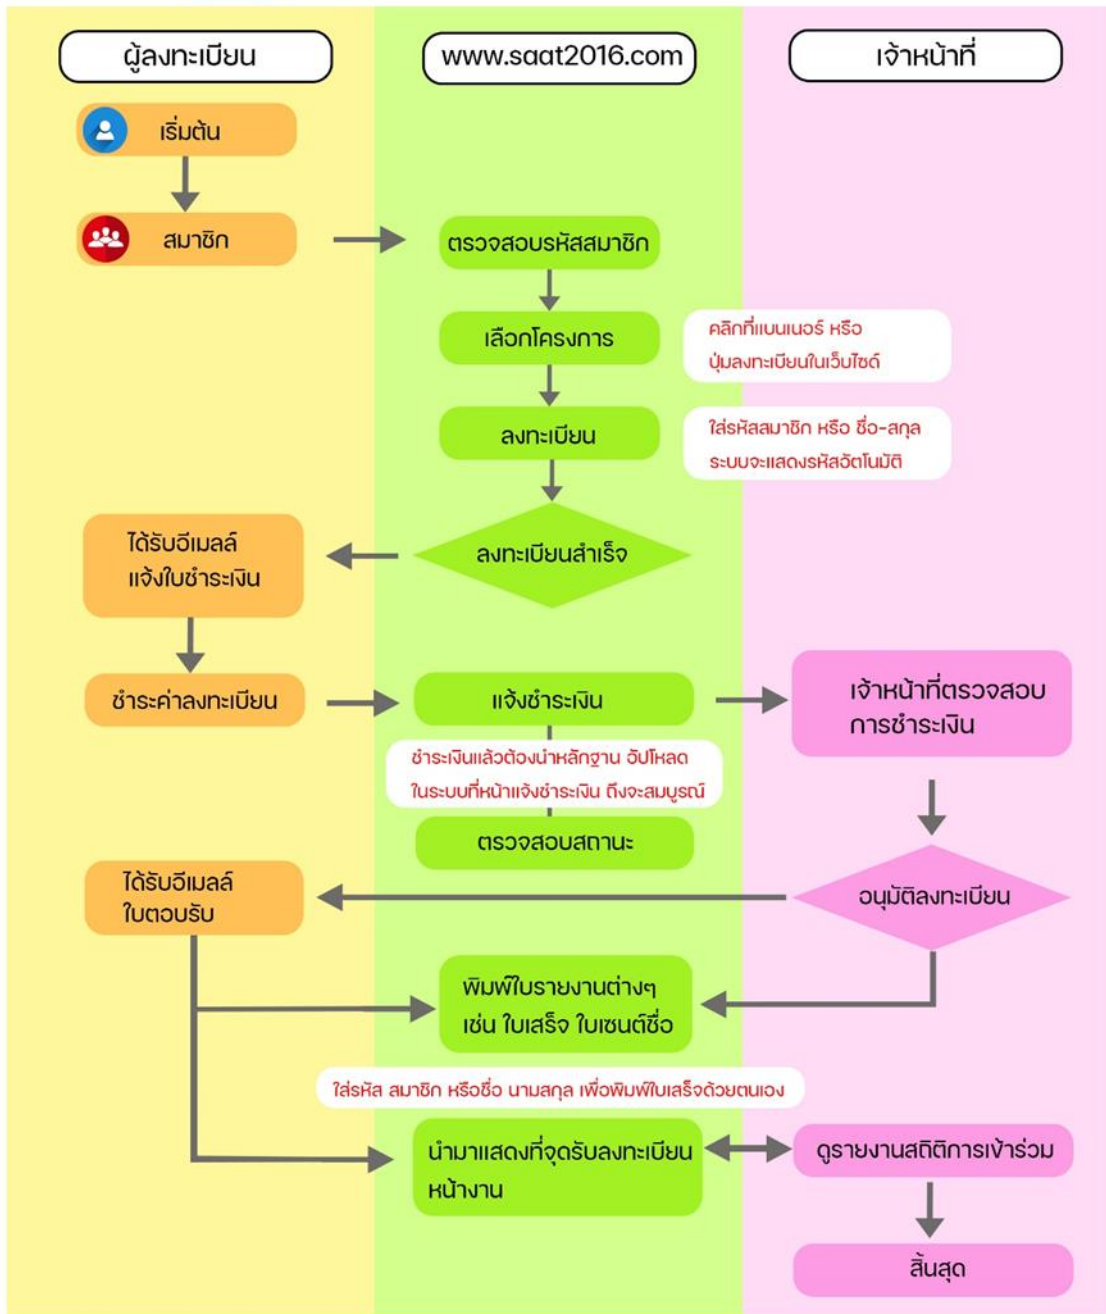 ผู้ลงทะเบียน
www.saat2016.com
เจ้าหน้าที่
เริ่มต้น
สมาชิก
ตรวจสอบรหัสสมาชิก
เลือกโครงการ
คลิกที่แบนเนอร์ หรือ
ปุ่มลงทะเบียนในเว็บไซด์
ลงทะเบียน
ใส่รหัสสมาชิก หรือ ชื่อ-สกุล
ระบบจะแสดงรหัสอัตโนมัติ
ลงทะเบียนสำเร็จ
ได้รับอีเมลล์
แจ้งใบชำระเงิน
ชำระค่าลงทะเบียน
แจ้งชำระเงิน
เจ้าหน้าที่ตรวจสอบ
การชำระเงิน
ชำระเงินแล้วต้องนำหลักฐาน อัปโหลด
ในระบบที่หน้าแจ้งชำระเงิน ถึงจะสมบูรณ์
ตรวจสอบสถานะ
ได้รับอีเมลล์
ใบตอบรับ
อนุมัติลงทะเบียน
พิมพ์ใบรายงานต่างๆ
เช่น ใบเสร็จ ใบเซนต์ชื่อ
ใส่รหัส สมาชิก หรือชื่อ นามสกุล เพื่อพิมพ์ใบเสร็จด้วยตนเอง
นำมาแสดงที่จุดรับลงทะเบียน
หน้างาน
ดูรายงานสถิติการเข้าร่วม
สิ้นสุด